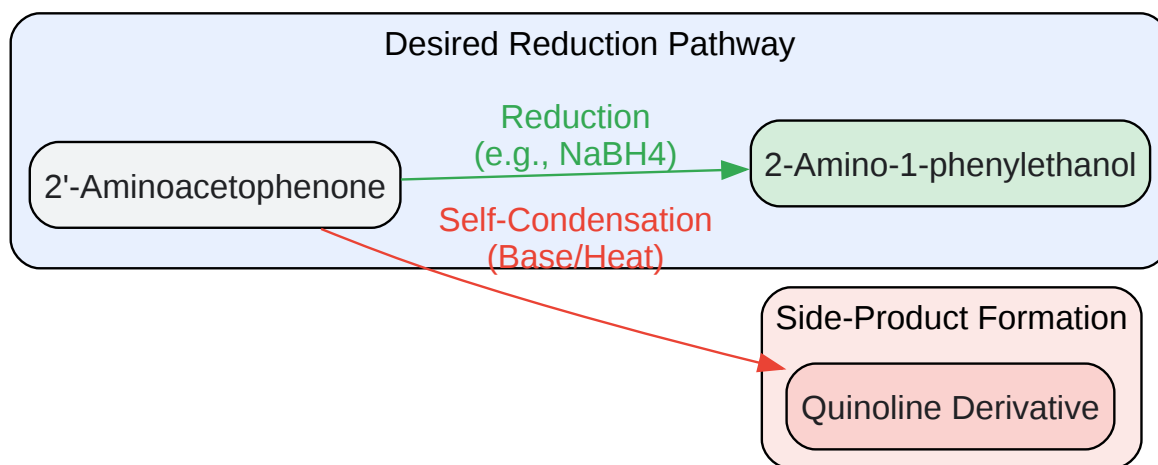 Desired Reduction Pathway
Reduction
(e.g., NaBH4)
2'-Aminoacetophenone
2-Amino-1-phenylethanol
Self-Condensation
(Base/Heat)
Side-Product Formation
Quinoline Derivative